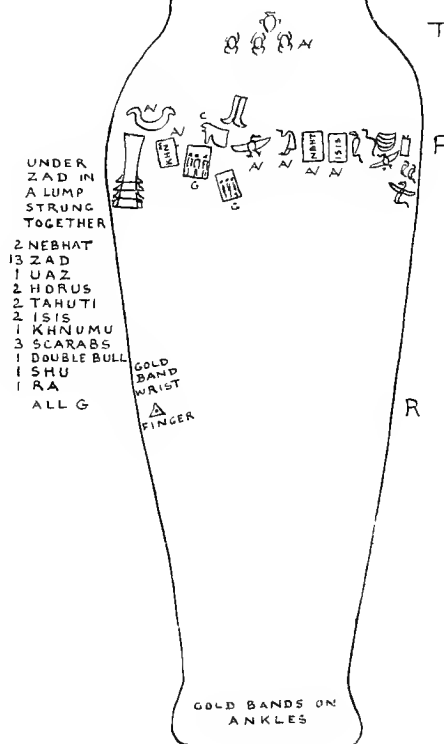 T
F
UNDER
ZAD IN
A LUMP
STRUNG
TOGETHER
2 NEBHAT
13 ZAD
1 UAZ
2 HORUS
2 TAHUTI
2 ISIS
1 KHNUMU
3 SCARABS
1 DOUBLE BULL
1 SHU
1 RA
ALL G
C
G
G
NAHT
ISIS
GOLD
BAND
WRIST
FINGER
R
GOLD BANDS ON
ANKLES